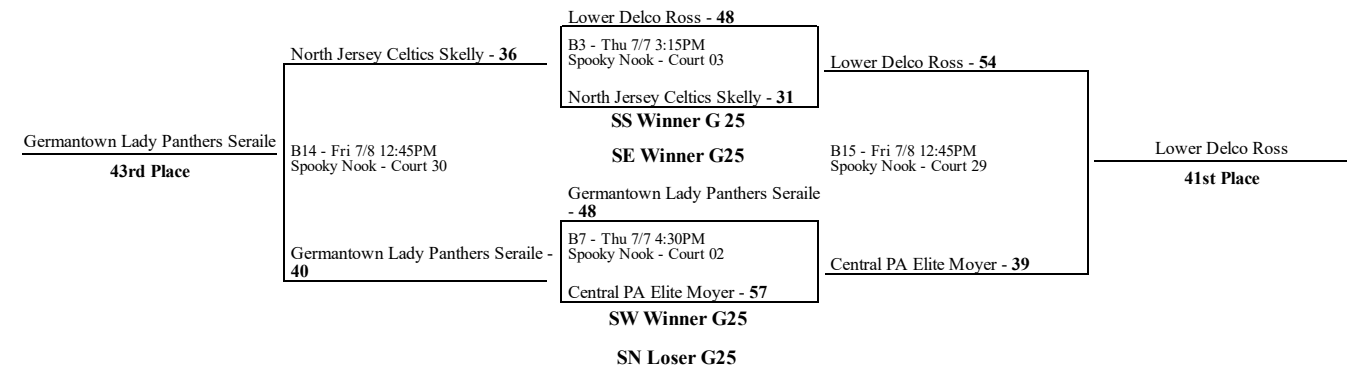 Lower Delco Ross - 48
B3 - Thu 7/7 3:15PM
Spooky Nook - Court 03
North Jersey Celtics Skelly - 36
Lower Delco Ross - 54
North Jersey Celtics Skelly - 31
SS Winner G 25
Germantown Lady Panthers Seraile
43rd Place
B14 - Fri 7/8 12:45PM
Spooky Nook - Court 30
SE Winner G25
B15 - Fri 7/8 12:45PM
Spooky Nook - Court 29
Lower Delco Ross
41st Place
Germantown Lady Panthers Seraile
- 48
B7 - Thu 7/7 4:30PM
Spooky Nook - Court 02
Germantown Lady Panthers Seraile -
40
Central PA Elite Moyer - 39
Central PA Elite Moyer - 57
SW Winner G25
SN Loser G25